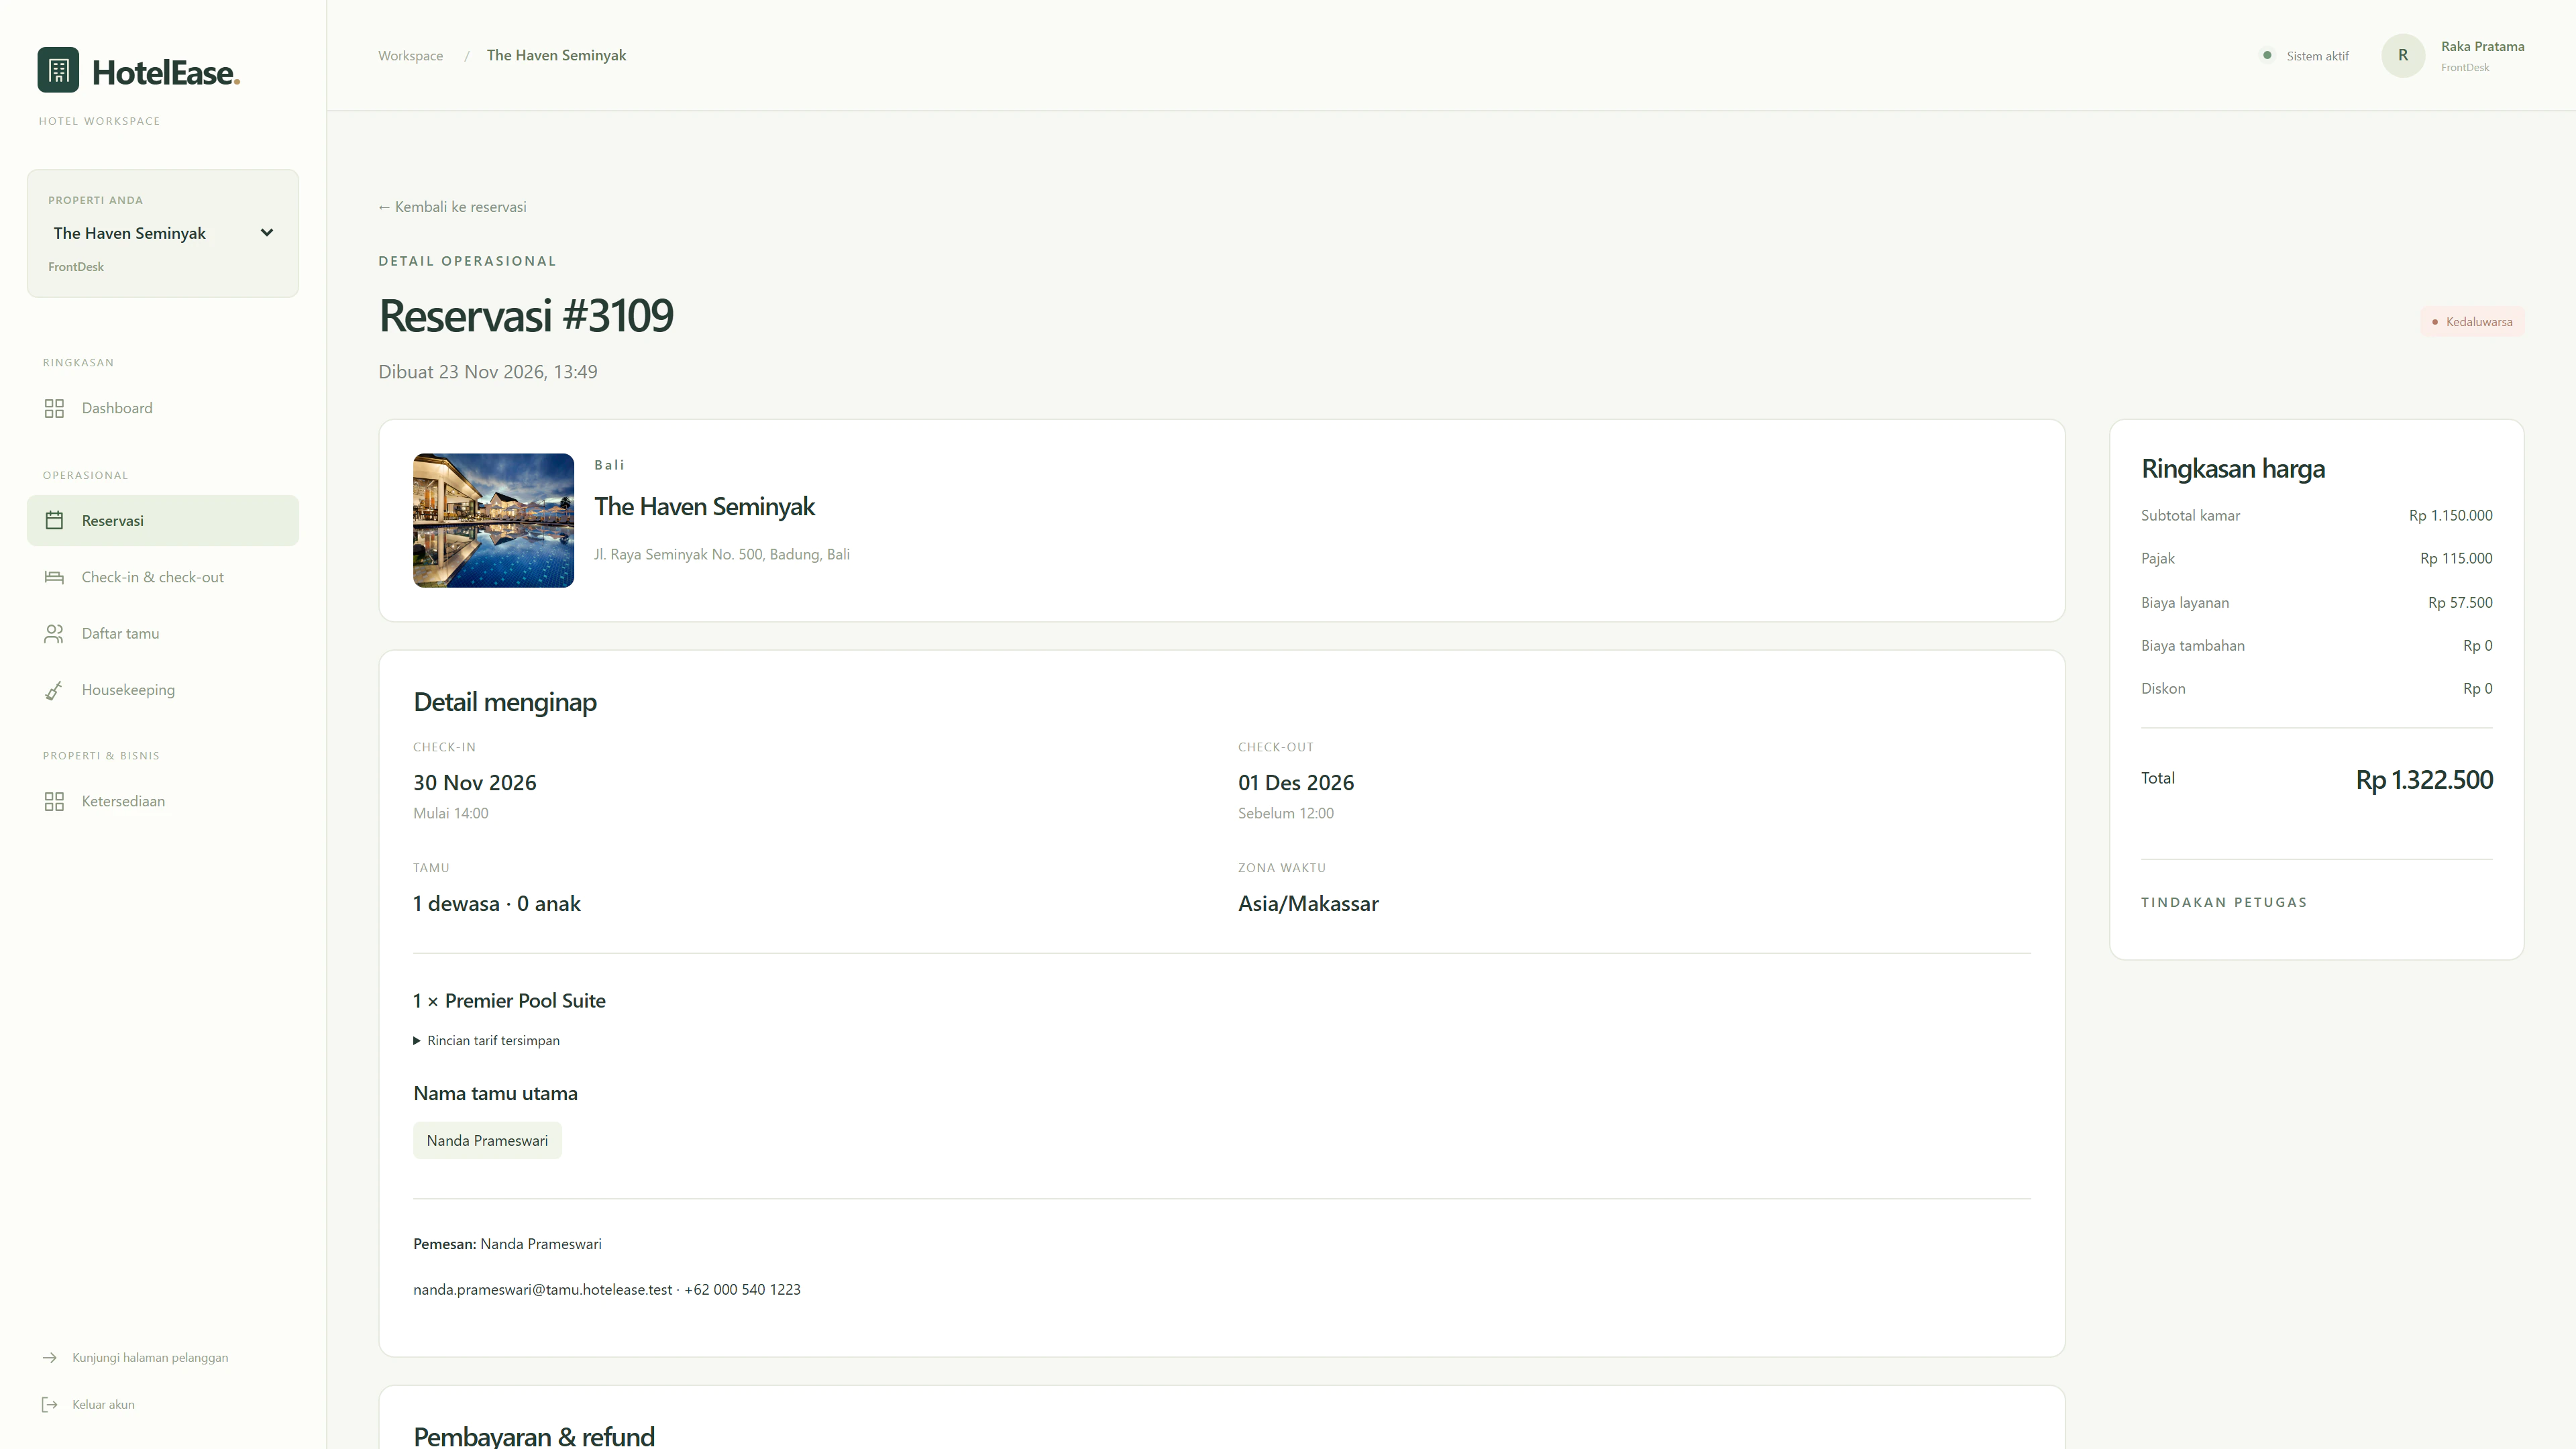 HotelEase.
HOTEL WORKSPACE
PROPERTI ANDA
The Haven Seminyak
FrontDesk
RINGKASAN
Dashboard
OPERASIONAL
Reservasi
Check-in & check-out
Daftar tamu
Housekeeping
PROPERTI & BISNIS
Ketersediaan
Kunjungi halaman pelanggan
Keluar akun
Workspace / The Haven Seminyak
Sistem aktif
R
Raka Pratama
FrontDesk
← Kembali ke reservasi
DETAIL OPERASIONAL
Reservasi #3109
Kedaluwarsa
Dibuat 23 Nov 2026, 13:49
Bali
The Haven Seminyak
Jl. Raya Seminyak No. 500, Badung, Bali
Detail menginap
CHECK-IN
30 Nov 2026
Mulai 14:00
CHECK-OUT
01 Des 2026
Sebelum 12:00
TAMU
1 dewasa · 0 anak
ZONA WAKTU
Asia/Makassar
1 × Premier Pool Suite
▶ Rincian tarif tersimpan
Nama tamu utama
Nanda Prameswari
Pemesan: Nanda Prameswari
nanda.prameswari@tamu.hotelease.test · +62 000 540 1223
Pembayaran & refund
Ringkasan harga
Subtotal kamar Rp 1.150.000
Pajak Rp 115.000
Biaya layanan Rp 57.500
Biaya tambahan Rp 0
Diskon Rp 0
Total Rp 1.322.500
TINDAKAN PETUGAS